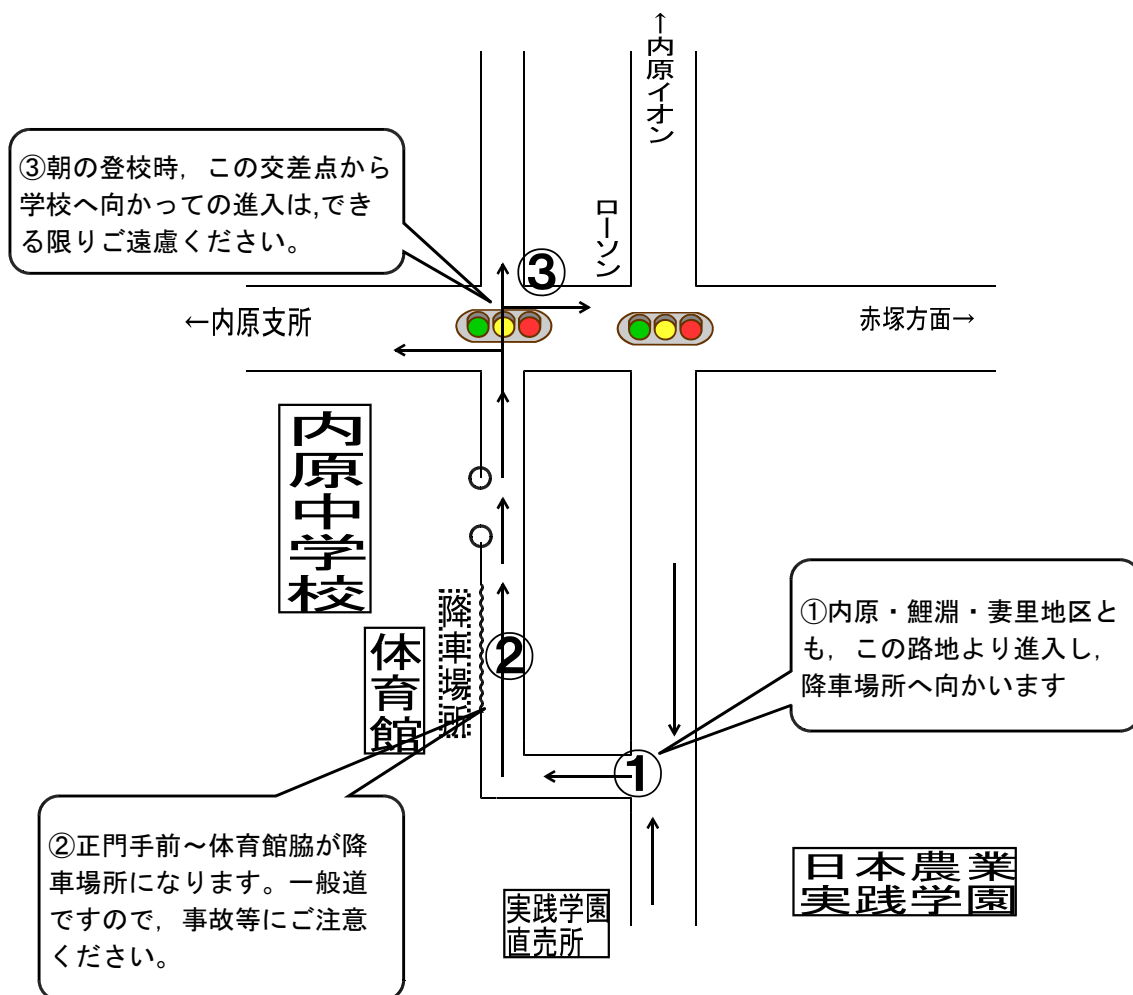 ↑内原イオン
③朝の登校時，この交差点から
学校へ向かっての進入は,でき
る限りご遠慮ください。
ローソン
③
←内原支所
赤塚方面→
内原中学校
降車場所
体育館
②
①内原・鯉淵・妻里地区と
も，この路地より進入し，
降車場所へ向かいます
①
②正門手前～体育館脇が降
車場所になります。一般道
ですので，事故等にご注意
ください。
日本農業
実践学園
実践学園
直売所